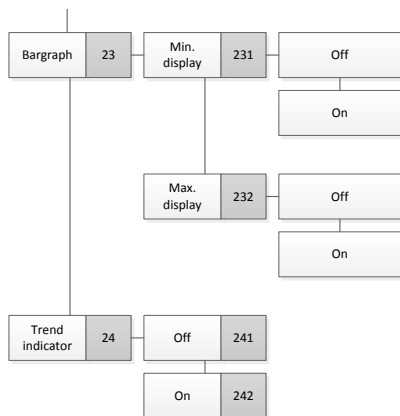 Bargraph 23 Min. display 231 Off
On
Max. display 232 Off
On
Trend indicator 24 Off 241
On 242